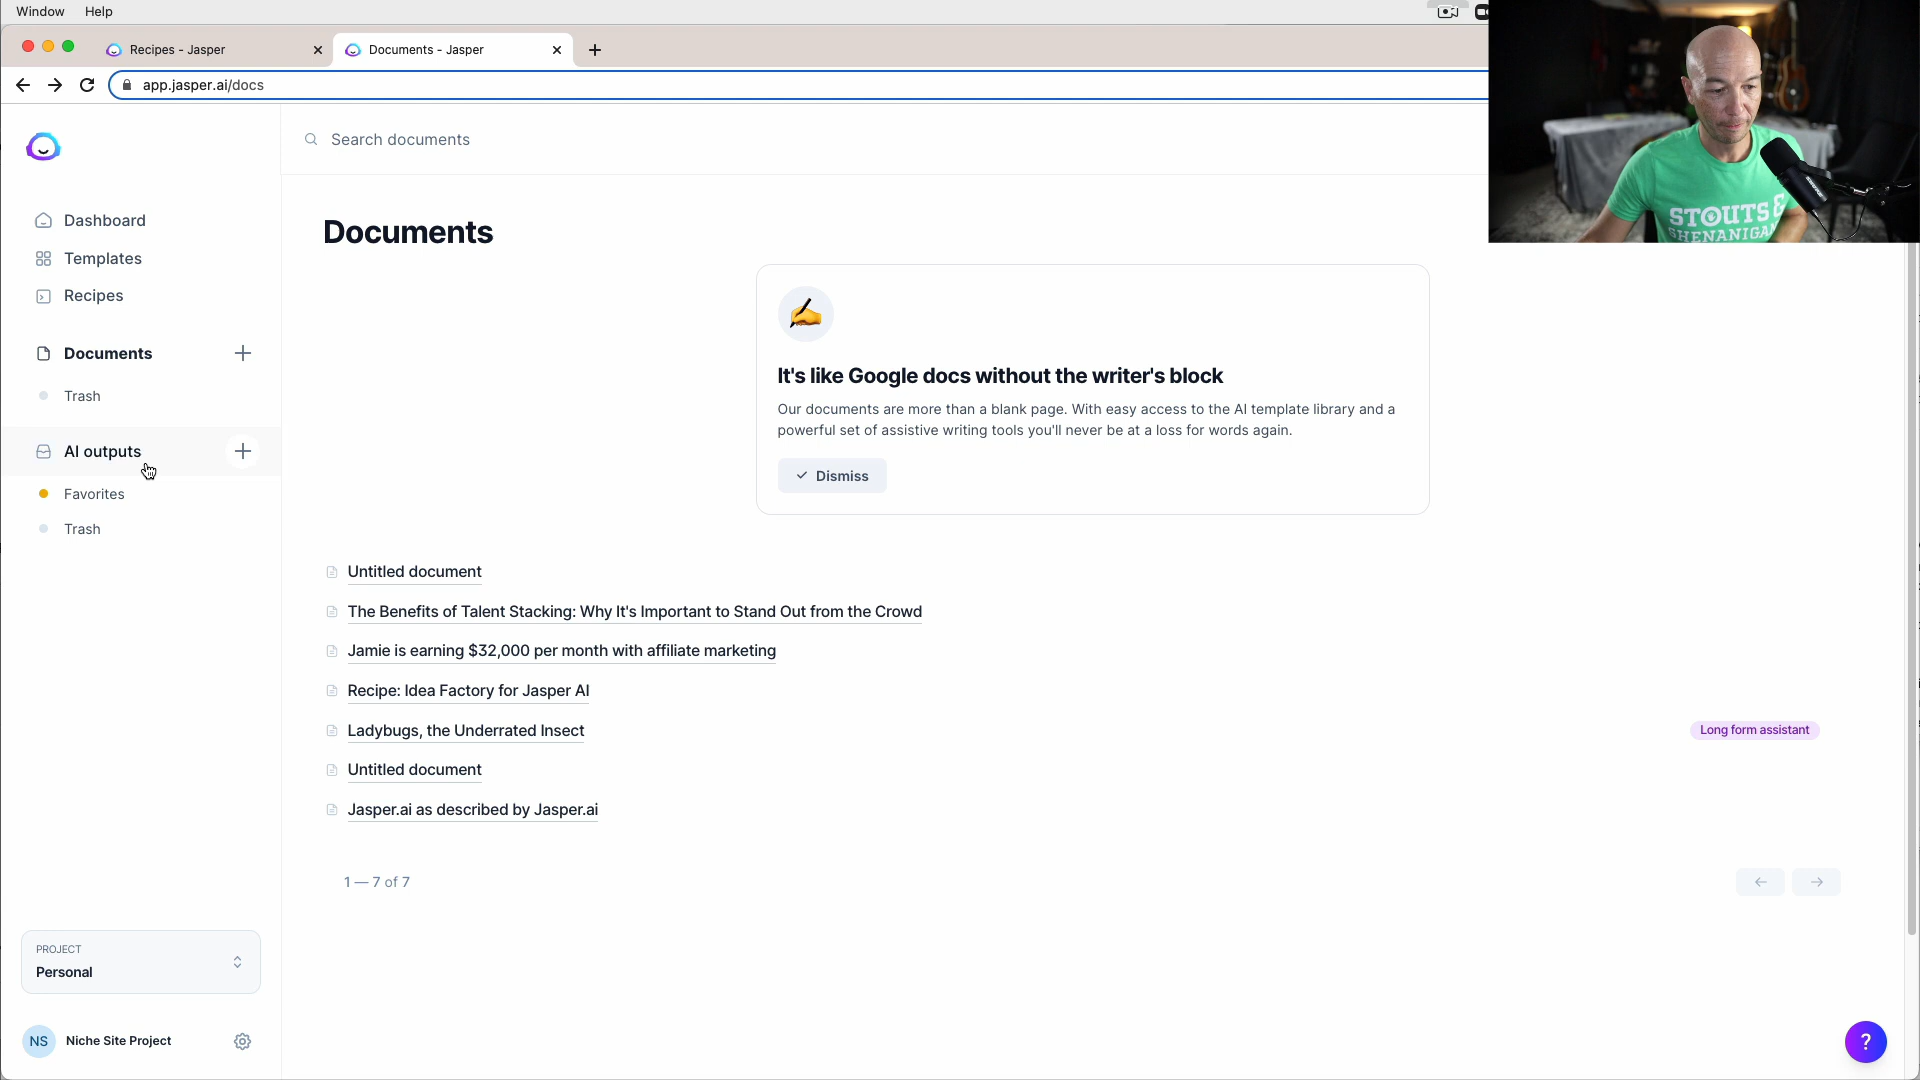 Window Help
Recipes - Jasper
Documents - Jasper
app.jasper.ai/docs
Search documents
Dashboard
Templates
Recipes
Documents
Trash
AI outputs
Favorites
Trash
PROJECT
Personal
NS
Niche Site Project
Documents
It's like Google docs without the writer's block
Our documents are more than a blank page. With easy access to the AI template library and a
powerful set of assistive writing tools you'll never be at a loss for words again.
Dismiss
Untitled document
The Benefits of Talent Stacking: Why It's Important to Stand Out from the Crowd
Jamie is earning $32,000 per month with affiliate marketing
Recipe: Idea Factory for Jasper AI
Ladybugs, the Underrated Insect
Long form assistant
Untitled document
Jasper.ai as described by Jasper.ai
1 — 7 of 7
?
STOUTS &
SHENANIGAN